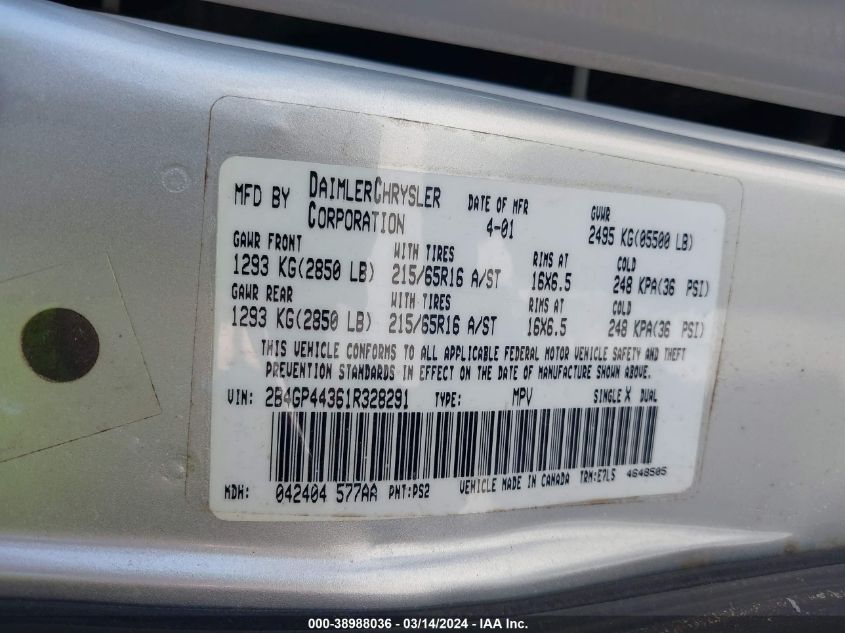 MFD BY DAIMLERCHRYSLER CORPORATION DATE OF MFR 4-01 GVWR 2495 KG(05500 LB)
GAWR FRONT WITH TIRES RIMS AT COLD
1293 KG(2850 LB) 215/65R16 A/ST 16X6.5 248 KPA(36 PSI)
GAWR REAR WITH TIRES RIMS AT COLD
1293 KG(2850 LB) 215/65R16 A/ST 16X6.5 248 KPA(36 PSI)
THIS VEHICLE CONFORMS TO ALL APPLICABLE FEDERAL MOTOR VEHICLE SAFETY AND THEFT
PREVENTION STANDARDS IN EFFECT ON THE DATE OF MANUFACTURE SHOWN ABOVE.
VIN: 2B4GP44361R328291 TYPE: MPV SINGLE X DUAL
MDH: 042404 577AA PNT:PS2 VEHICLE MADE IN CANADA TRM:E7LS 4648505
000-38988036 - 03/14/2024 - IAA Inc.